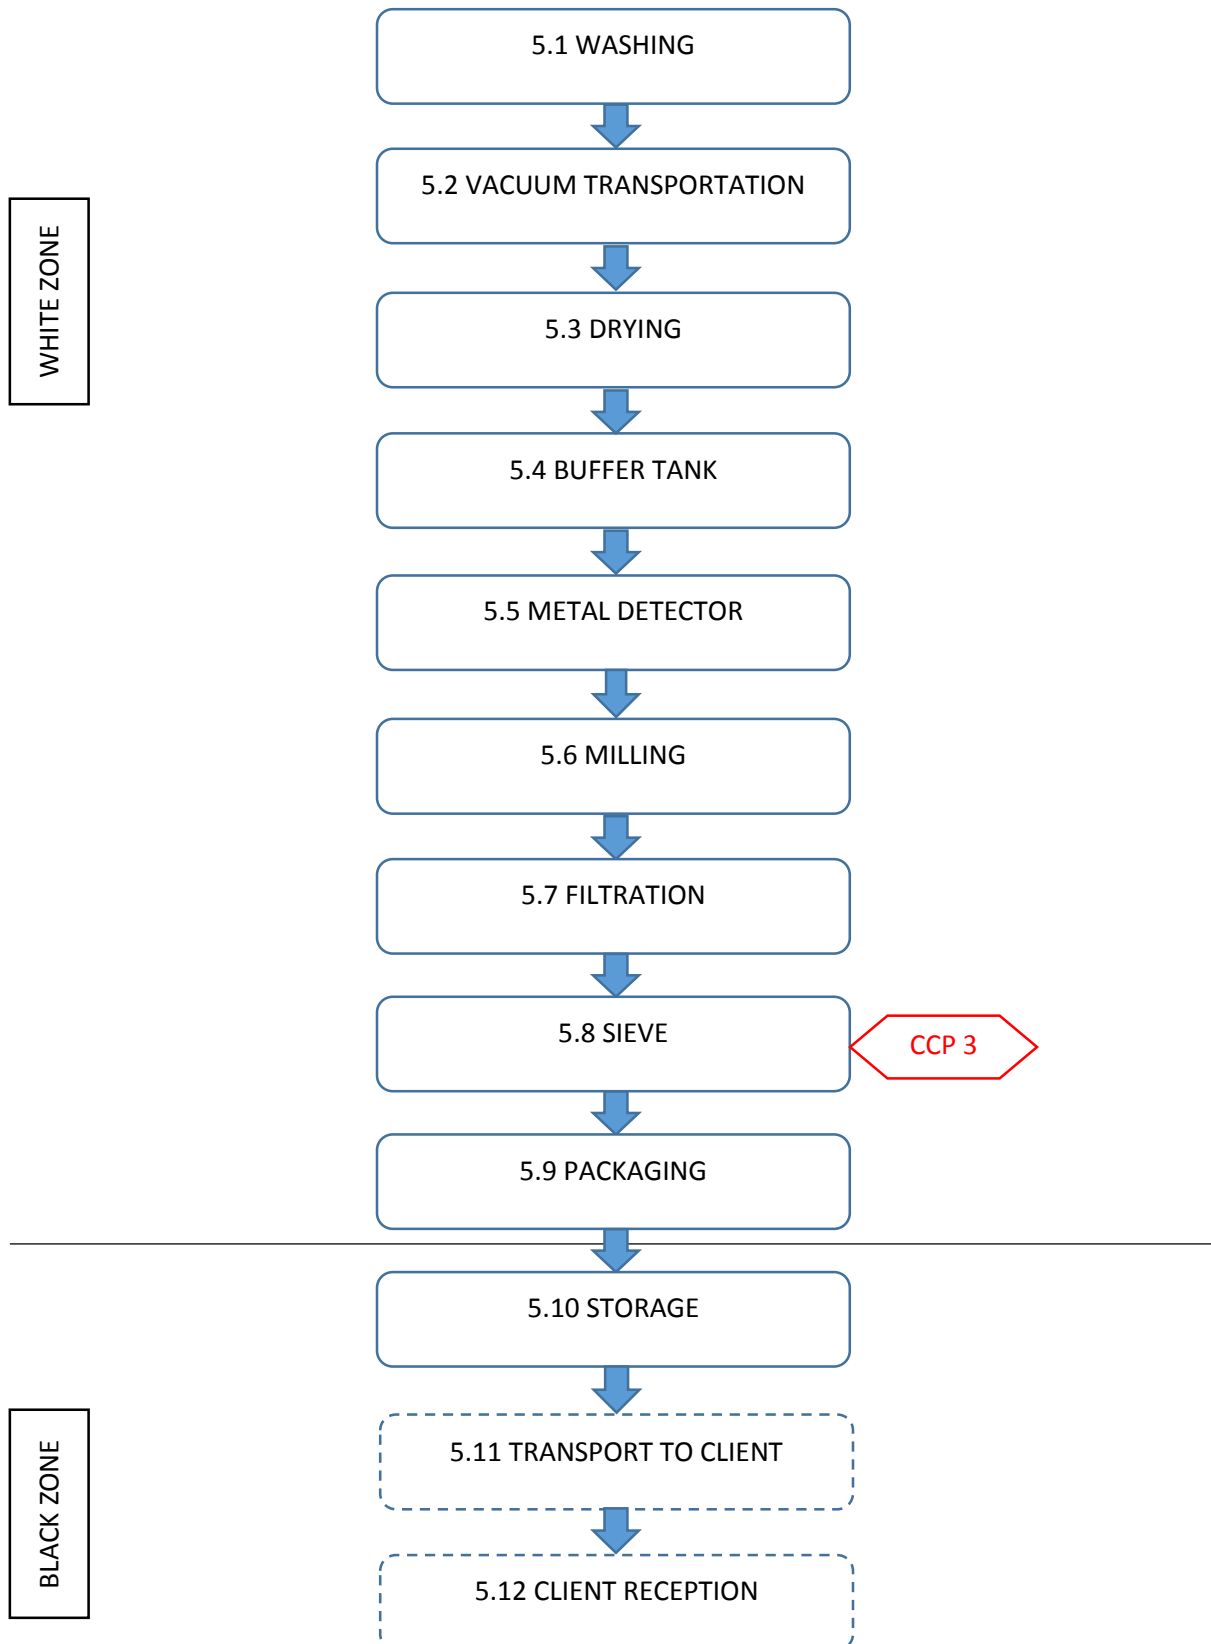 5.1 WASHING
5.2 VACUUM TRANSPORTATION
WHITE ZONE
5.3 DRYING
5.4 BUFFER TANK
5.5 METAL DETECTOR
5.6 MILLING
5.7 FILTRATION
5.8 SIEVE
CCP 3
5.9 PACKAGING
5.10 STORAGE
5.11 TRANSPORT TO CLIENT
BLACK ZONE
5.12 CLIENT RECEPTION